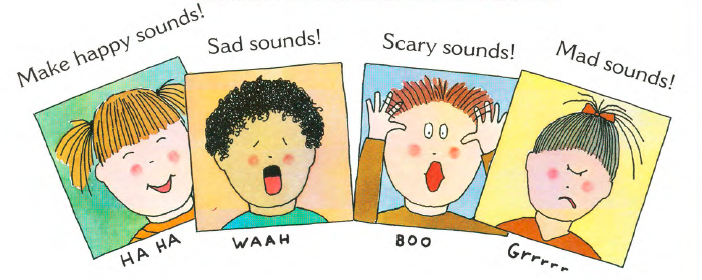 Make happy sounds!
Sad sounds!
Scary sounds!
Mad sounds!
HA HA
WAAH
BOO
Grrrrr